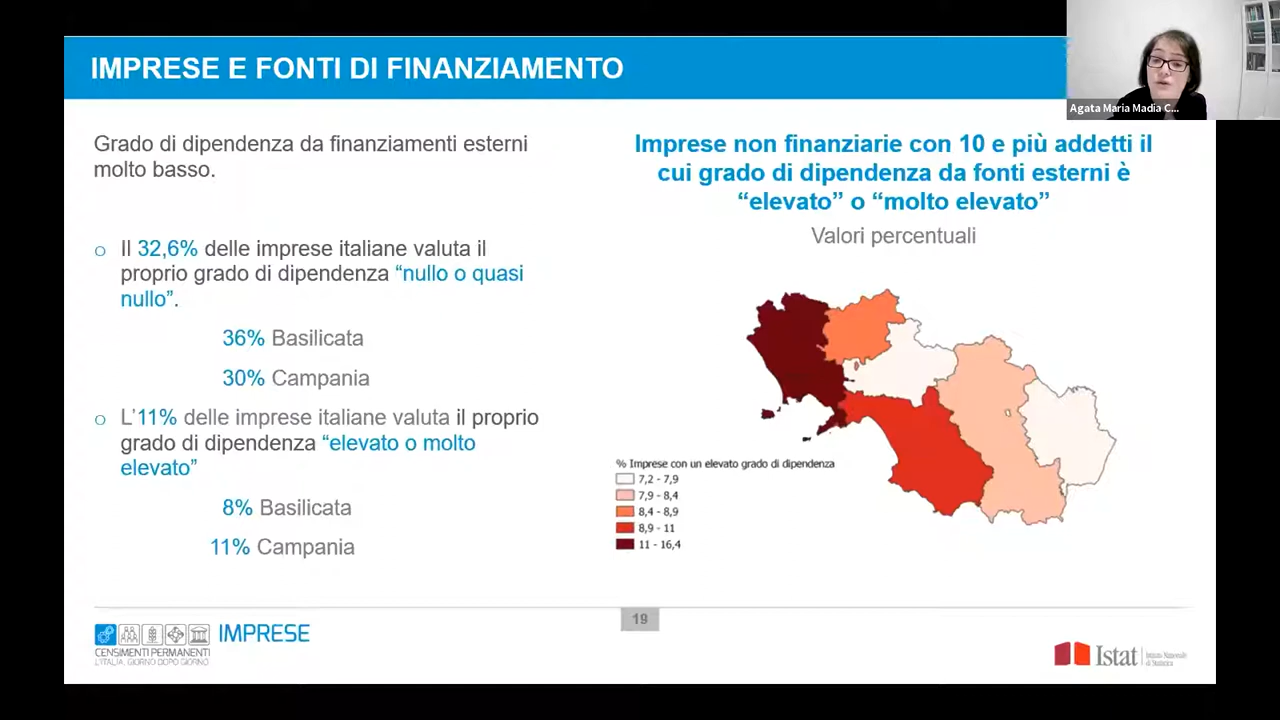 IMPRESE E FONTI DI FINANZIAMENTO
Agata Maria Madia C...
Grado di dipendenza da finanziamenti esterni
molto basso.
o Il 32,6% delle imprese italiane valuta il
proprio grado di dipendenza “nullo o quasi
nullo”.
36% Basilicata
30% Campania
o L’11% delle imprese italiane valuta il proprio
grado di dipendenza “elevato o molto
elevato”
8% Basilicata
11% Campania
Imprese non finanziarie con 10 e più addetti il
cui grado di dipendenza da fonti esterni è
“elevato” o “molto elevato”
Valori percentuali
% Imprese con un elevato grado di dipendenza
7,2 - 7,9
7,9 - 8,4
8,4 - 8,9
8,9 - 11
11 - 16,4
19
IMPRESE
CENSIMENTI PERMANENTI
L'ITALIA, GIORNO DOPO GIORNO
Istat
Istituto Nazionale
di Statistica